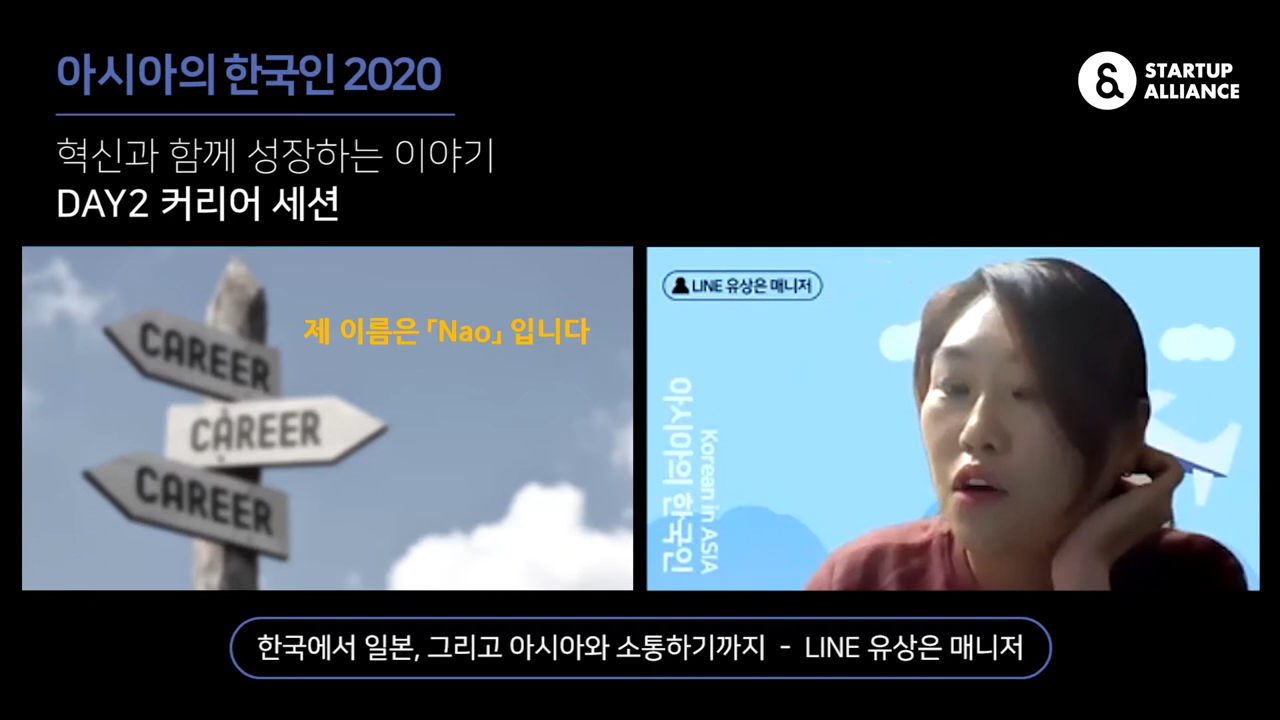 아시아의 한국인 2020
STARTUP
ALLIANCE
혁신과 함께 성장하는 이야기
DAY2 커리어 세션
제 이름은 「Nao」 입니다
CAREER
CAREER
CAREER
LINE 유상은 매니저
아시아의 한국인
Korean in ASIA
한국에서 일본, 그리고 아시아와 소통하기까지 - LINE 유상은 매니저